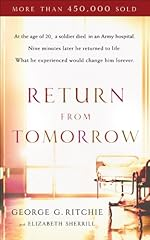 MORE THAN 450,000 SOLD
At the age of 20, a soldier died in an Army hospital.
Nine minutes later he returned to life
What he experienced would change him forever.
RETURN
FROM
TOMORROW
GEORGE G. RITCHIE
with ELIZABETH SHERRILL